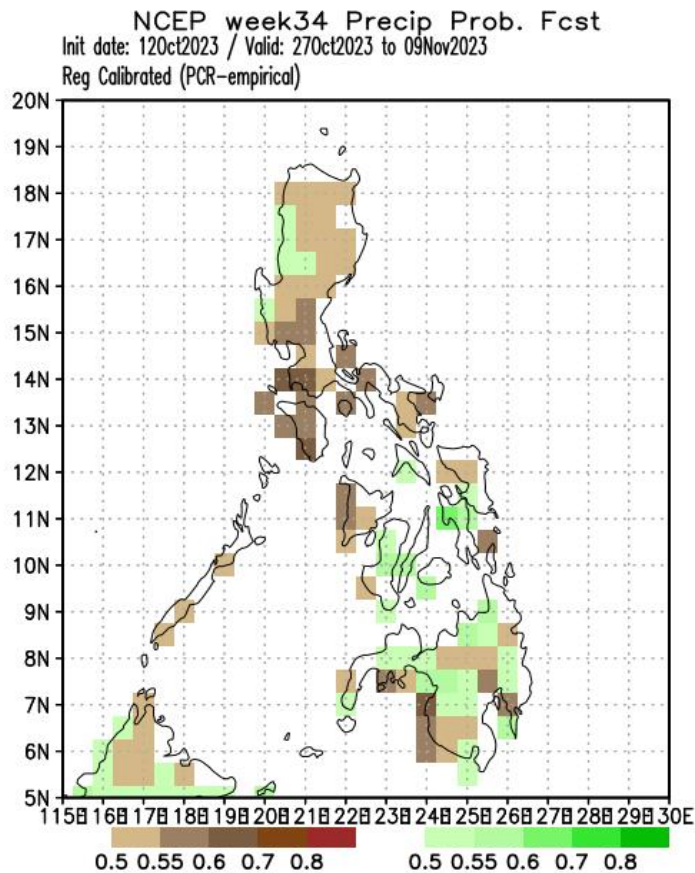 NCEP week34 Precip Prob. Fcst
Init date: 12Oct2023 / Valid: 27Oct2023 to 09Nov2023
Reg Calibrated (PCR-empirical)
20N
19N
18N
17N
16N
15N
14N
13N
12N
11N
10N
9N
8N
7N
6N
5N
115E 116E 117E 118E 119E 120E 121E 122E 123E 124E 125E 126E 127E 128E 129E 130E
0.5 0.55 0.6 0.7 0.8 0.5 0.55 0.6 0.7 0.8